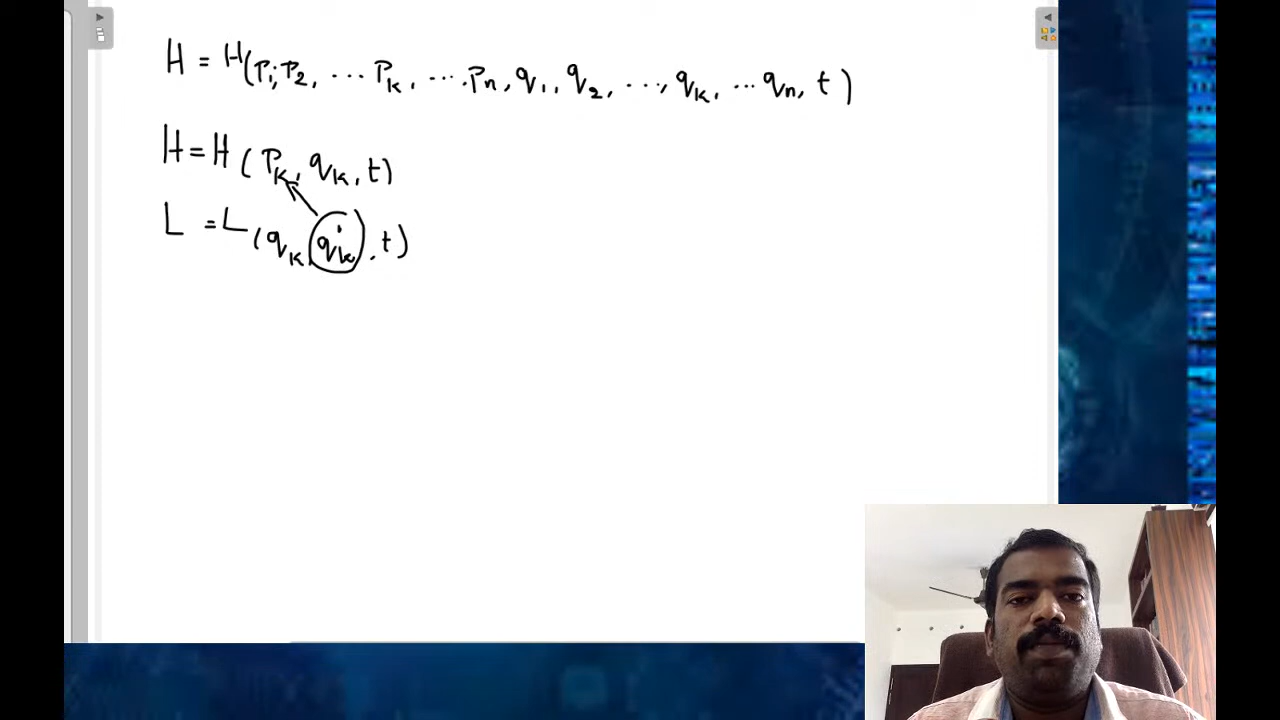 H = H(p₁, p₂, ... pₖ, ... pₙ, q₁, q₂, ..., qₖ, ... qₙ, t)
H = H (pₖ, qₖ, t)
L = L (qₖ, q̇ₖ, t)